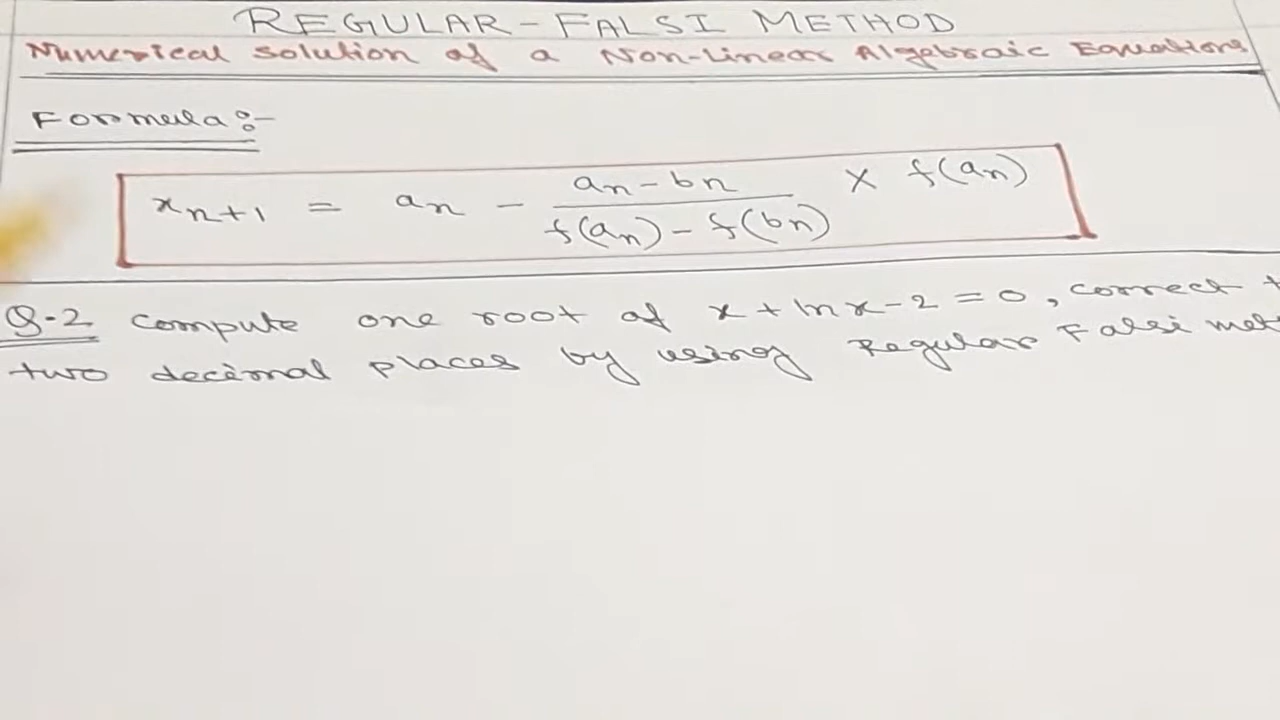 REGULAR-FALSI METHOD
Numerical solution of a Non-Linear Algebraic Equations
Formula:-
xn+1 = an - (an - bn)/(f(an) - f(bn)) × f(an)
Q-2 compute one root of x + ln x - 2 = 0, correct
two decimal places by using Regular Falsi